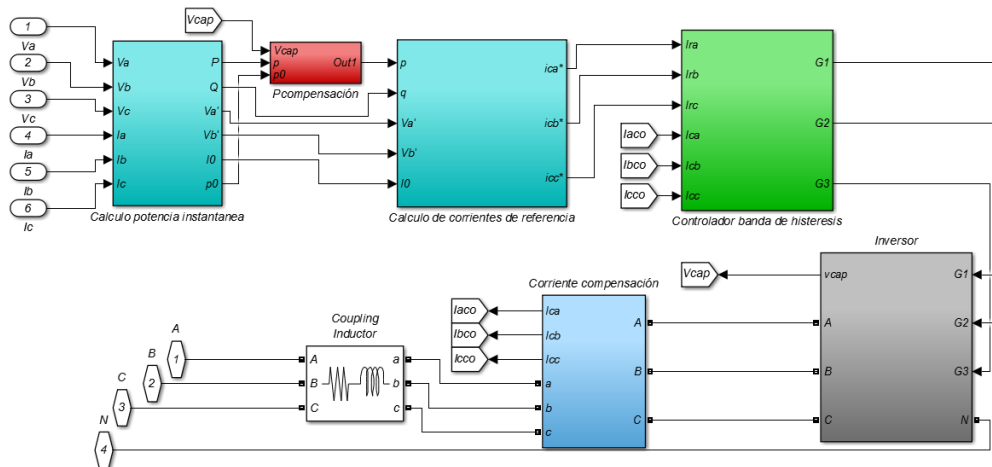 1
Va
2
Vb
3
Vc
4
Ia
5
Ib
6
Ic
Va
Vb
Vc
Ia
Ib
Ic
P
Q
Va'
Vb'
I0
p0
Calculo potencia instantanea
Vcap
Vcap
p
p0
Out1
Pcompensación
p
q
Va'
Vb'
I0
ica*
icb*
icc*
Calculo de corrientes de referencia
Iaco
Ibco
Icco
Ira
Irb
Irc
Ica
Icb
Icc
G1
G2
G3
Controlador banda de histeresis
Inversor
vcap
A
B
C
G1
G2
G3
N
Vcap
Corriente compensación
Ica
Icb
Icc
a
b
c
A
B
C
Iaco
Ibco
Icco
Coupling
Inductor
A
B
C
a
b
c
A
1
B
2
C
3
N
4